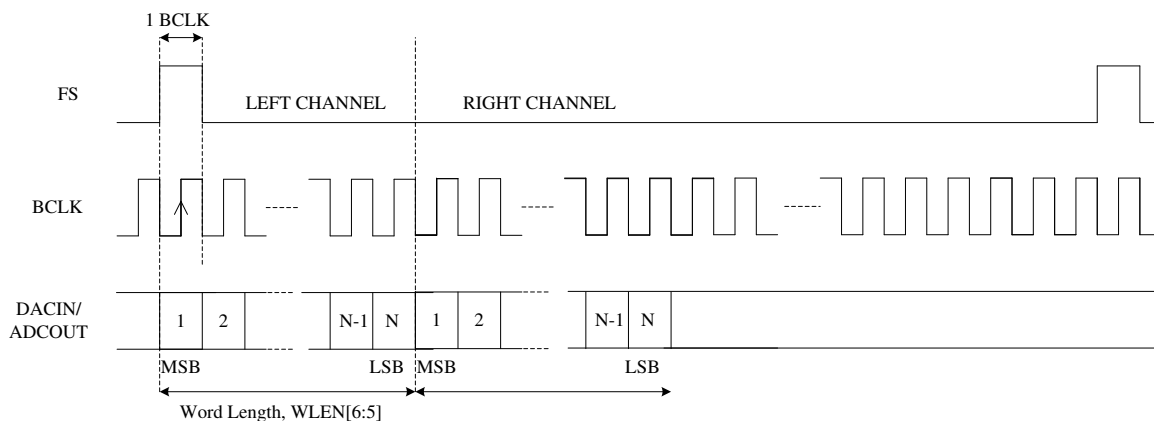 1 BCLK
FS
LEFT CHANNEL
RIGHT CHANNEL
BCLK
DACIN/
ADCOUT
1
2
N-1
N
1
2
N-1
N
MSB
LSB
MSB
LSB
Word Length, WLEN[6:5]